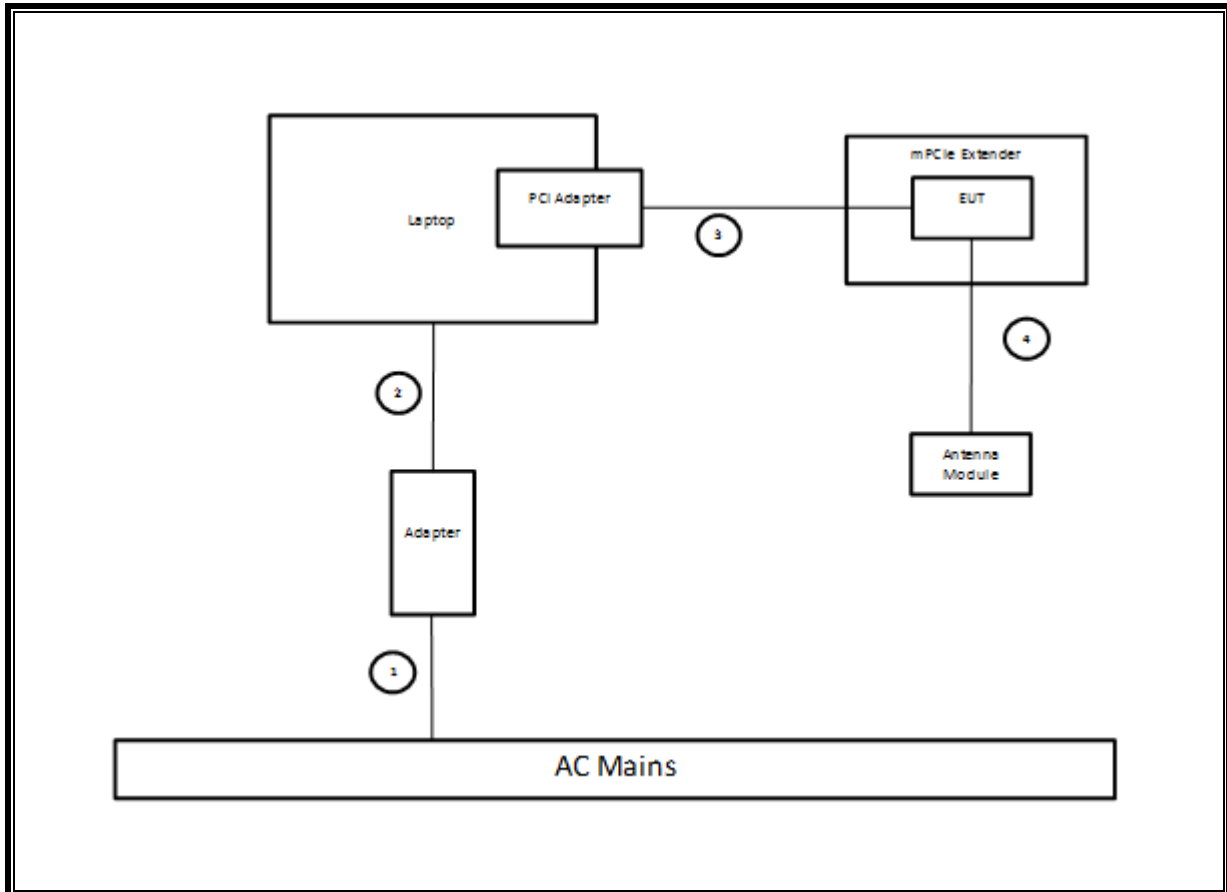 mPCIe Extender
PCI Adapter
EUT
Laptop
3
4
2
Antenna
Module
Adapter
1
AC Mains